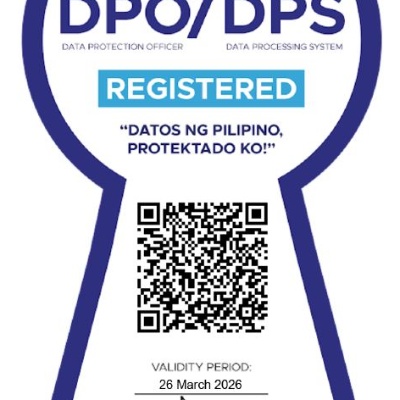 DPO/DPS
DATA PROTECTION OFFICER DATA PROCESSING SYSTEM
REGISTERED
“DATOS NG PILIPINO,
PROTEKTADO KO!”
VALIDITY PERIOD:
26 March 2026